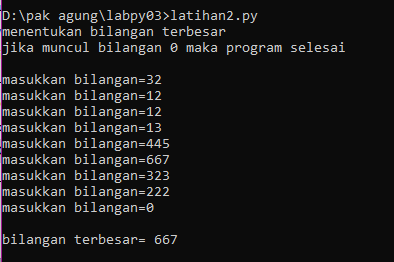 D:\pak agung\labpy03>latihan2.py
menentukan bilangan terbesar
jika muncul bilangan 0 maka program selesai
masukkan bilangan=32
masukkan bilangan=12
masukkan bilangan=12
masukkan bilangan=13
masukkan bilangan=445
masukkan bilangan=667
masukkan bilangan=323
masukkan bilangan=222
masukkan bilangan=0
bilangan terbesar= 667